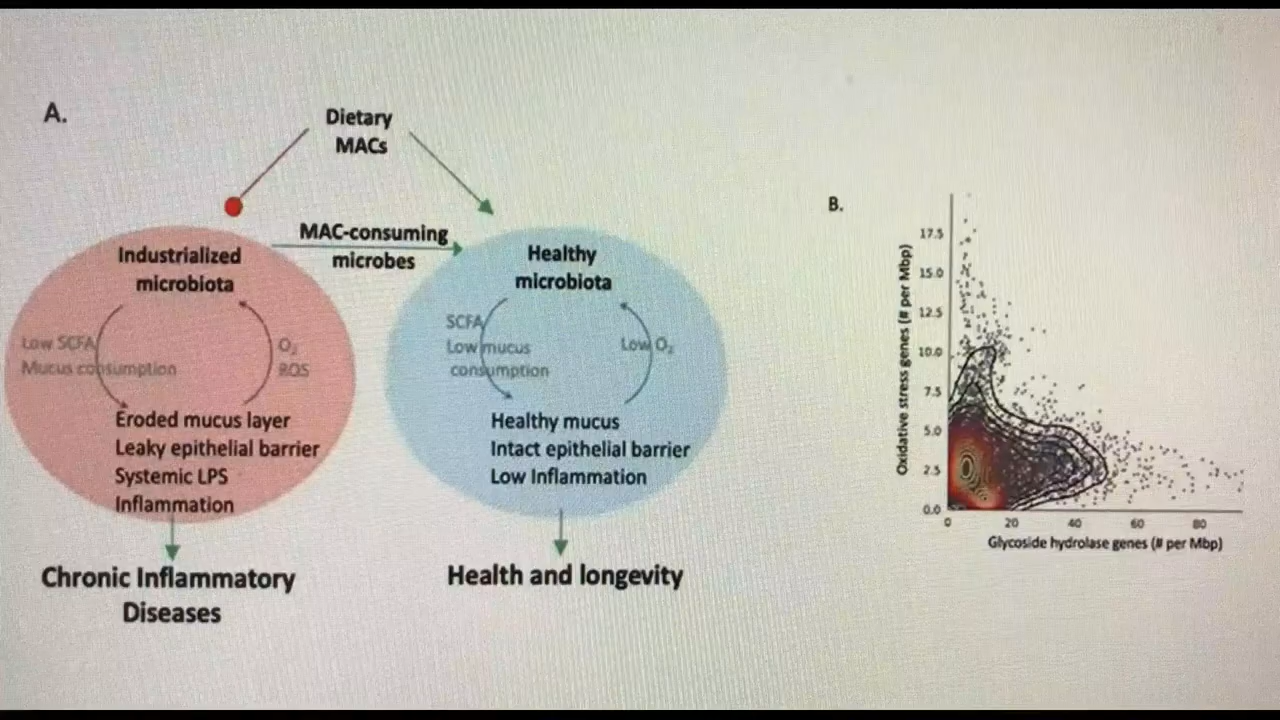 A.
Dietary
MACs
MAC-consuming
microbes
Industrialized
microbiota
Low SCFA
Mucus consumption
O₂
ROS
Eroded mucus layer
Leaky epithelial barrier
Systemic LPS
Inflammation
Chronic Inflammatory
Diseases
Healthy
microbiota
SCFA
Low mucus
consumption
Low O₂
Healthy mucus
Intact epithelial barrier
Low Inflammation
Health and longevity
B.
Oxidative stress genes (# per Mbp)
17.5
15.0
12.5
10.0
7.5
5.0
2.5
0.0
0 20 40 60 80
Glycoside hydrolase genes (# per Mbp)